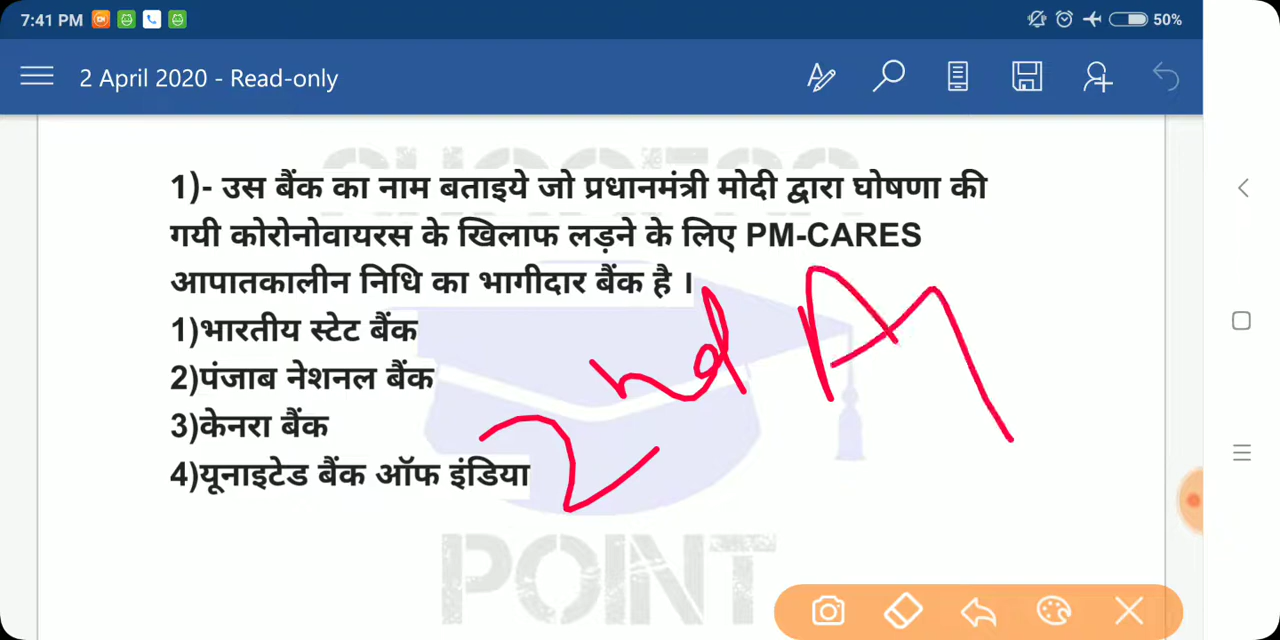 7:41 PM
50%
2 April 2020 - Read-only
SUCCESS
1)- उस बैंक का नाम बताइये जो प्रधानमंत्री मोदी द्वारा घोषणा की
गयी कोरोनोवायरस के खिलाफ लड़ने के लिए PM-CARES
आपातकालीन निधि का भागीदार बैंक है ।
1)भारतीय स्टेट बैंक
2)पंजाब नेशनल बैंक
3)केनरा बैंक
4)यूनाइटेड बैंक ऑफ इंडिया
2nd
POINT